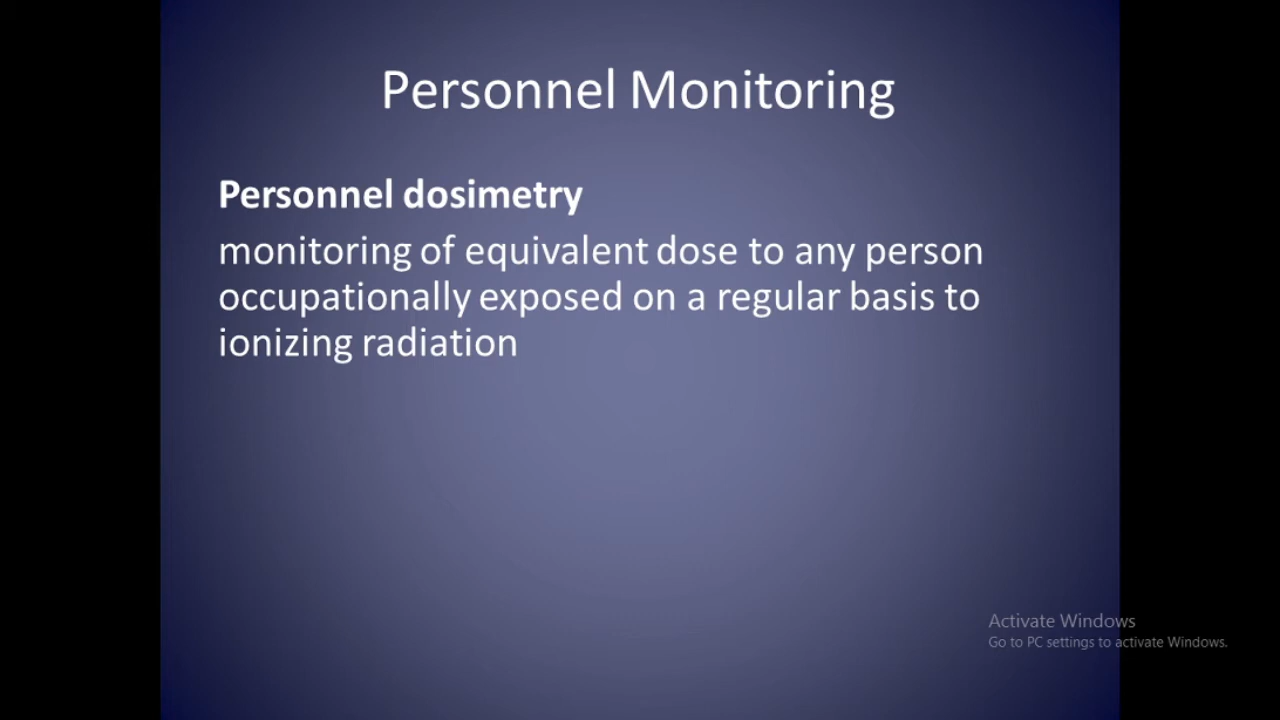 Personnel Monitoring
Personnel dosimetry
monitoring of equivalent dose to any person
occupationally exposed on a regular basis to
ionizing radiation
Activate Windows
Go to PC settings to activate Windows.